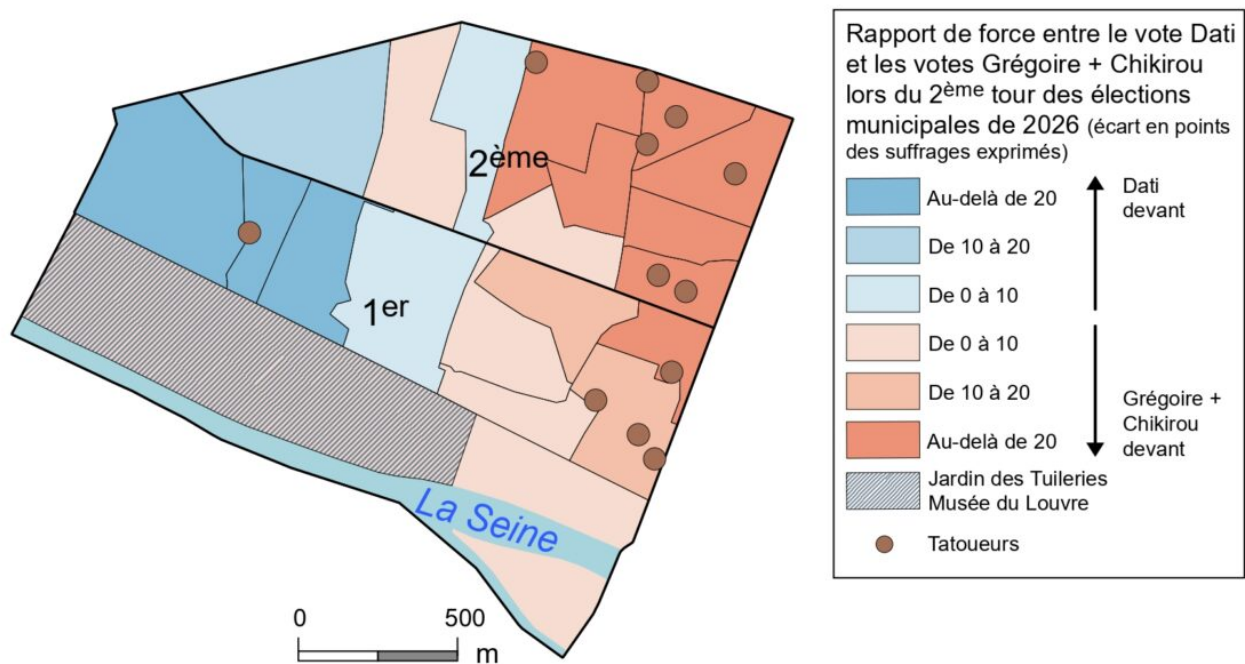 2ème
1er
La Seine
0 500
m
Rapport de force entre le vote Dati
et les votes Grégoire + Chikirou
lors du 2ème tour des élections
municipales de 2026 (écart en points
des suffrages exprimés)
Au-delà de 20
De 10 à 20
De 0 à 10
De 0 à 10
De 10 à 20
Au-delà de 20
Dati
devant
Grégoire +
Chikirou
devant
Jardin des Tuileries
Musée du Louvre
Tatoueurs